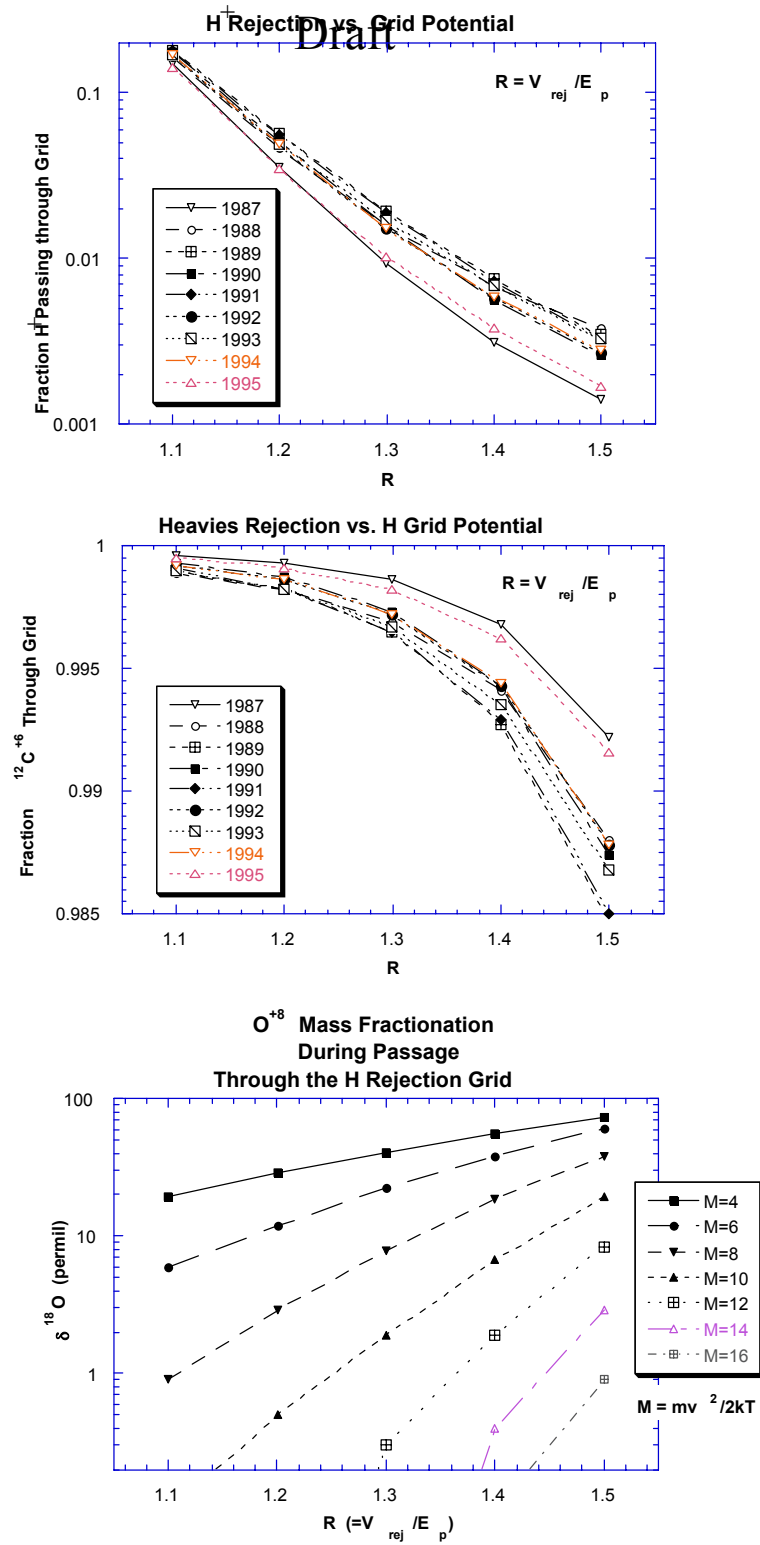 H+ Rejection vs. Grid Potential
Draft
R = V rej /E p
0.1
0.01
0.001
Fraction H+ Passing through Grid
1987
1988
1989
1990
1991
1992
1993
1994
1995
1.1 1.2 1.3 1.4 1.5
R
Heavies Rejection vs. H Grid Potential
R = V rej /E p
1
0.995
0.99
0.985
Fraction 12C+6 Through Grid
1987
1988
1989
1990
1991
1992
1993
1994
1995
1.1 1.2 1.3 1.4 1.5
R
O+8 Mass Fractionation
During Passage
Through the H Rejection Grid
100
10
1
δ 18O (permil)
M=4
M=6
M=8
M=10
M=12
M=14
M=16
M = mv 2/2kT
1.1 1.2 1.3 1.4 1.5
R (=V rej /E p)